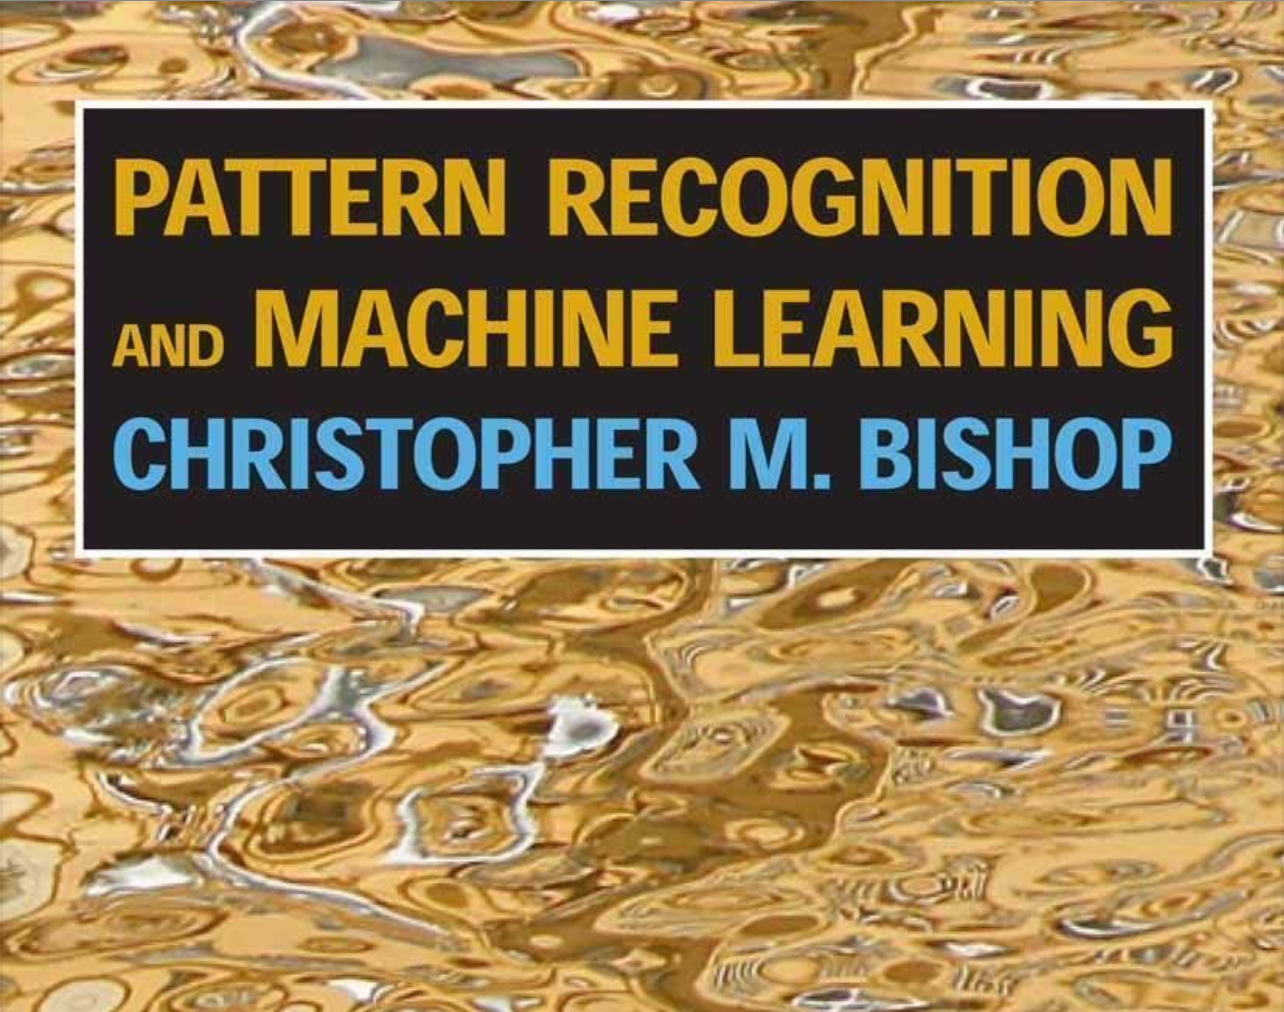 PATTERN RECOGNITION
AND MACHINE LEARNING
CHRISTOPHER M. BISHOP